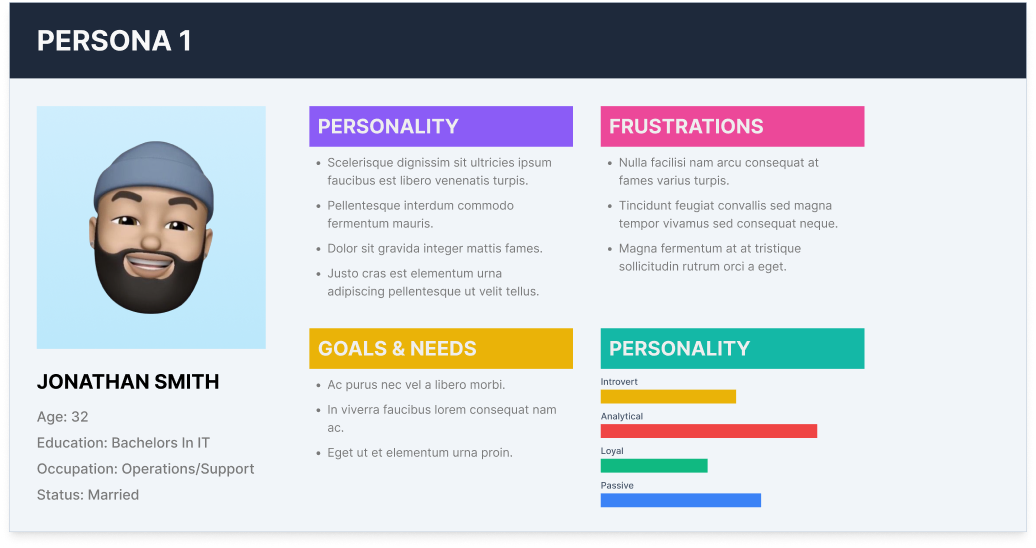 PERSONA 1
JONATHAN SMITH
Age: 32
Education: Bachelors In IT
Occupation: Operations/Support
Status: Married
PERSONALITY
• Scelerisque dignissim sit ultricies ipsum
faucibus est libero venenatis turpis.
• Pellentesque interdum commodo
fermentum mauris.
• Dolor sit gravida integer mattis fames.
• Justo cras est elementum urna
adipiscing pellentesque ut velit tellus.
FRUSTRATIONS
• Nulla facilisi nam arcu consequat at
fames varius turpis.
• Tincidunt feugiat convallis sed magna
tempor vivamus sed consequat neque.
• Magna fermentum at at tristique
sollicitudin rutrum orci a eget.
GOALS & NEEDS
• Ac purus nec vel a libero morbi.
• In viverra faucibus lorem consequat nam
ac.
• Eget ut et elementum urna proin.
PERSONALITY
Introvert
Analytical
Loyal
Passive